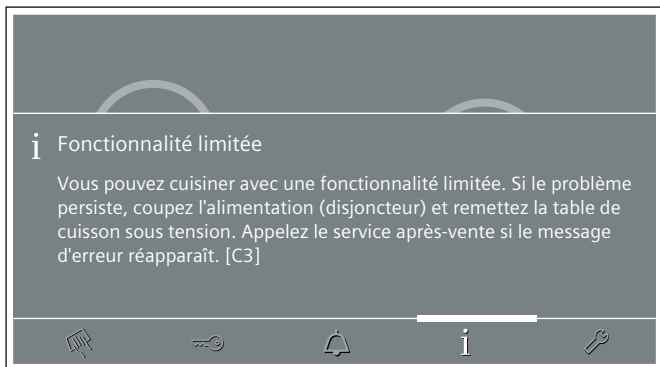 i Fonctionnalité limitée
Vous pouvez cuisiner avec une fonctionnalité limitée. Si le problème
persiste, coupez l'alimentation (disjoncteur) et remettez la table de
cuisson sous tension. Appelez le service après-vente si le message
d'erreur réapparaît. [C3]
i